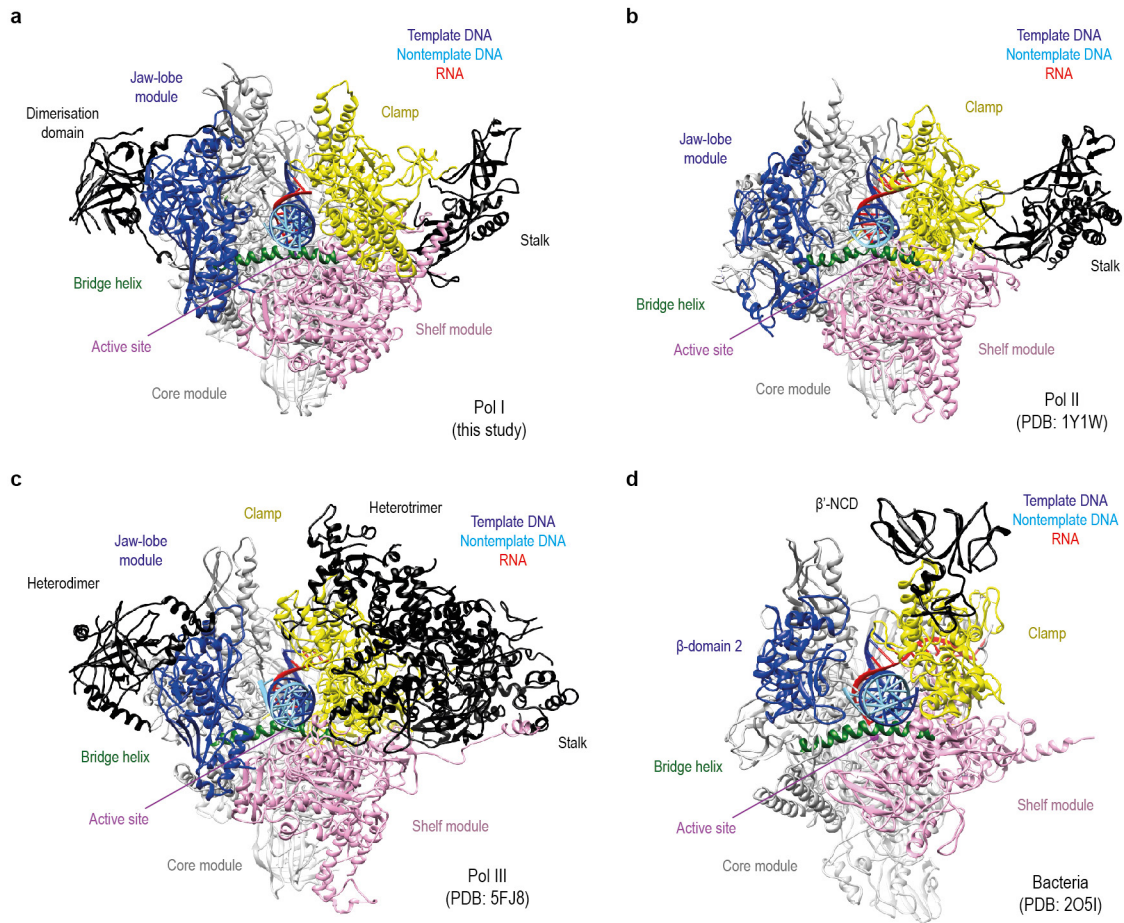 a
Template DNA
Nontemplate DNA
RNA
Jaw-lobe
module
Dimerisation
domain
Clamp
Stalk
Bridge helix
Active site
Shelf module
Core module
Pol I
(this study)
b
Template DNA
Nontemplate DNA
RNA
Clamp
Jaw-lobe
module
Stalk
Bridge helix
Active site
Shelf module
Core module
Pol II
(PDB: 1Y1W)
c
Heterotrimer
Clamp
Template DNA
Nontemplate DNA
RNA
Jaw-lobe
module
Heterodimer
Stalk
Bridge helix
Active site
Shelf module
Core module
Pol III
(PDB: 5FJ8)
d
β'-NCD
Template DNA
Nontemplate DNA
RNA
Clamp
β-domain 2
Bridge helix
Active site
Shelf module
Core module
Bacteria
(PDB: 2O5I)